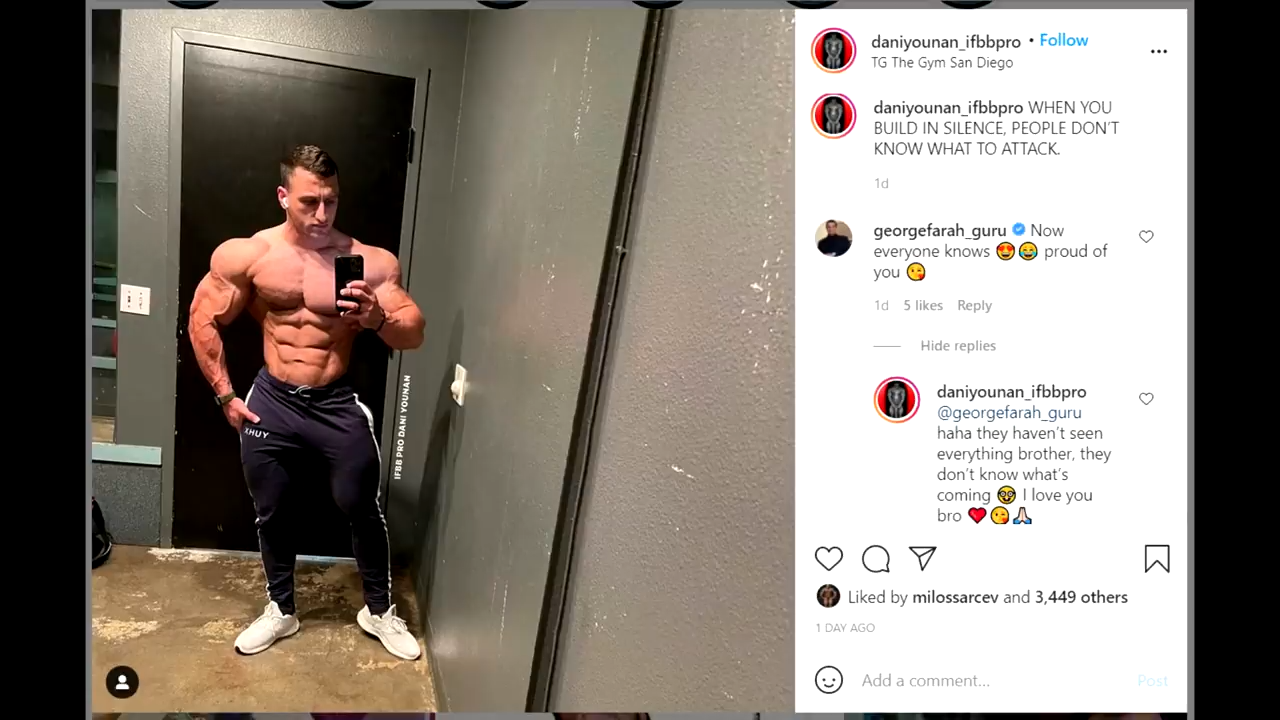 daniyounan_ifbbpro • Follow
TG The Gym San Diego
daniyounan_ifbbpro WHEN YOU
BUILD IN SILENCE, PEOPLE DON'T
KNOW WHAT TO ATTACK.
1d
georgefarah_guru Now
everyone knows 😍😂 proud of
you 😘
1d 5 likes Reply
Hide replies
daniyounan_ifbbpro
@georgefarah_guru
haha they haven't seen
everything brother, they
don't know what's
coming 🤓 I love you
bro ❤️😘🙏🏻
Liked by milossarcev and 3,449 others
1 DAY AGO
Add a comment... Post
IFBB PRO DANI YOUNAN
XHUY